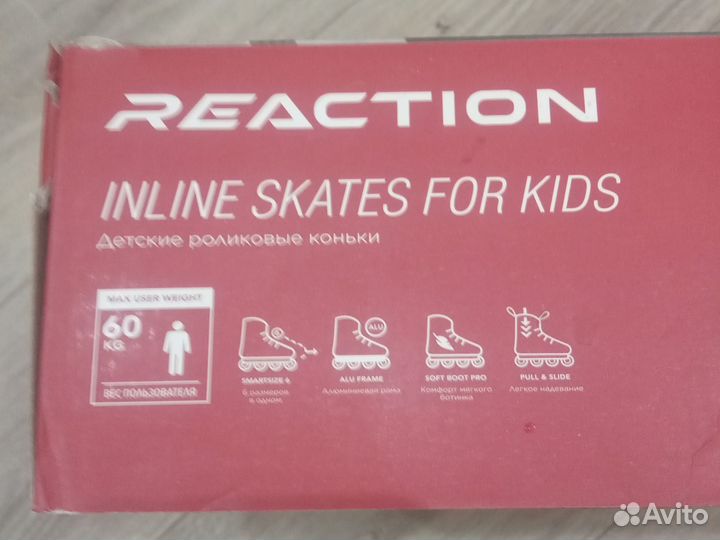 REACTION
INLINE SKATES FOR KIDS
Детские роликовые коньки
MAX USER WEIGHT
60
KG
ВЕС ПОЛЬЗОВАТЕЛЯ
6
SMARTSIZE 6
6 размеров
в одном
ALU
ALU FRAME
Алюминиевая рама
SOFT BOOT PRO
Комфорт мягкого
ботинка
PULL & SLIDE
Легкое надевание
Avito